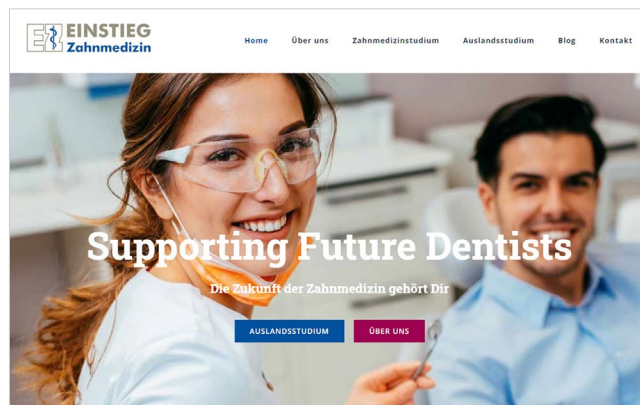 EZ EINSTIEG
Zahnmedizin
Home Über uns Zahnmedizinstudium Auslandsstudium Blog Kontakt
Supporting Future Dentists
Die Zukunft der Zahnmedizin gehört Dir
AUSLANDSSTUDIUM ÜBER UNS